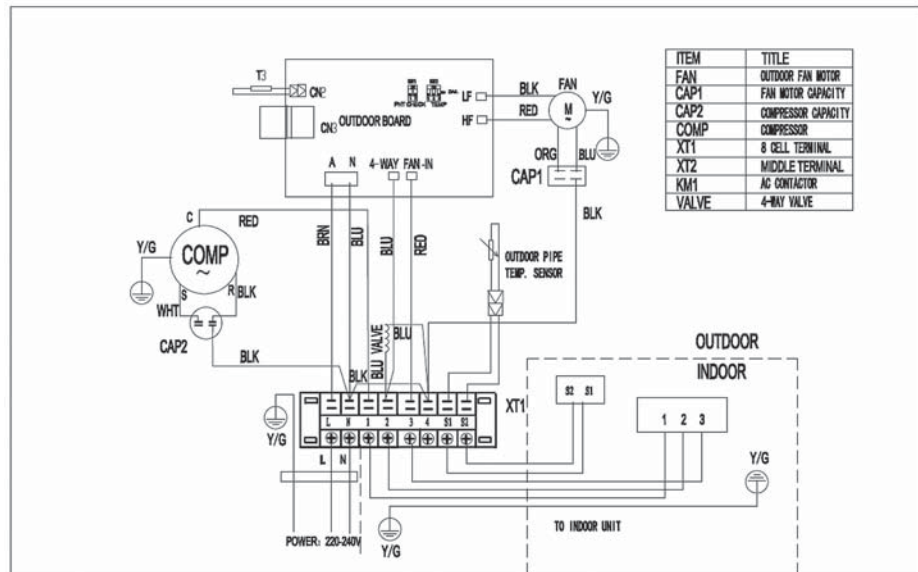 T3
CN2
CN3
OUTDOOR BOARD
PHT CHECK TEMP
LF
HF
A N 4-WAY FAN-IN
BLK
RED
FAN
M
~
Y/G
ORG
BLU
CAP1
BLK
ITEM TITLE
FAN OUTDOOR FAN MOTOR
CAP1 FAN MOTOR CAPACITY
CAP2 COMPRESSOR CAPACITY
COMP COMPRESSOR
XT1 8 CELL TERMINAL
XT2 MIDDLE TERMINAL
KM1 AC CONTACTOR
VALVE 4-WAY VALVE
C
RED
Y/G
COMP
~
S
R
BLK
WHT
CAP2
BLK
BRN
BLU
BLU
RED
OUTDOOR PIPE
TEMP. SENSOR
VALVE
BLU
BLU
BLK
XT1
L N 1 2 3 4 S1 S2
Y/G
L N
POWER: 220-240V
Y/G
OUTDOOR
INDOOR
S2 S1
1 2 3
Y/G
TO INDOOR UNIT